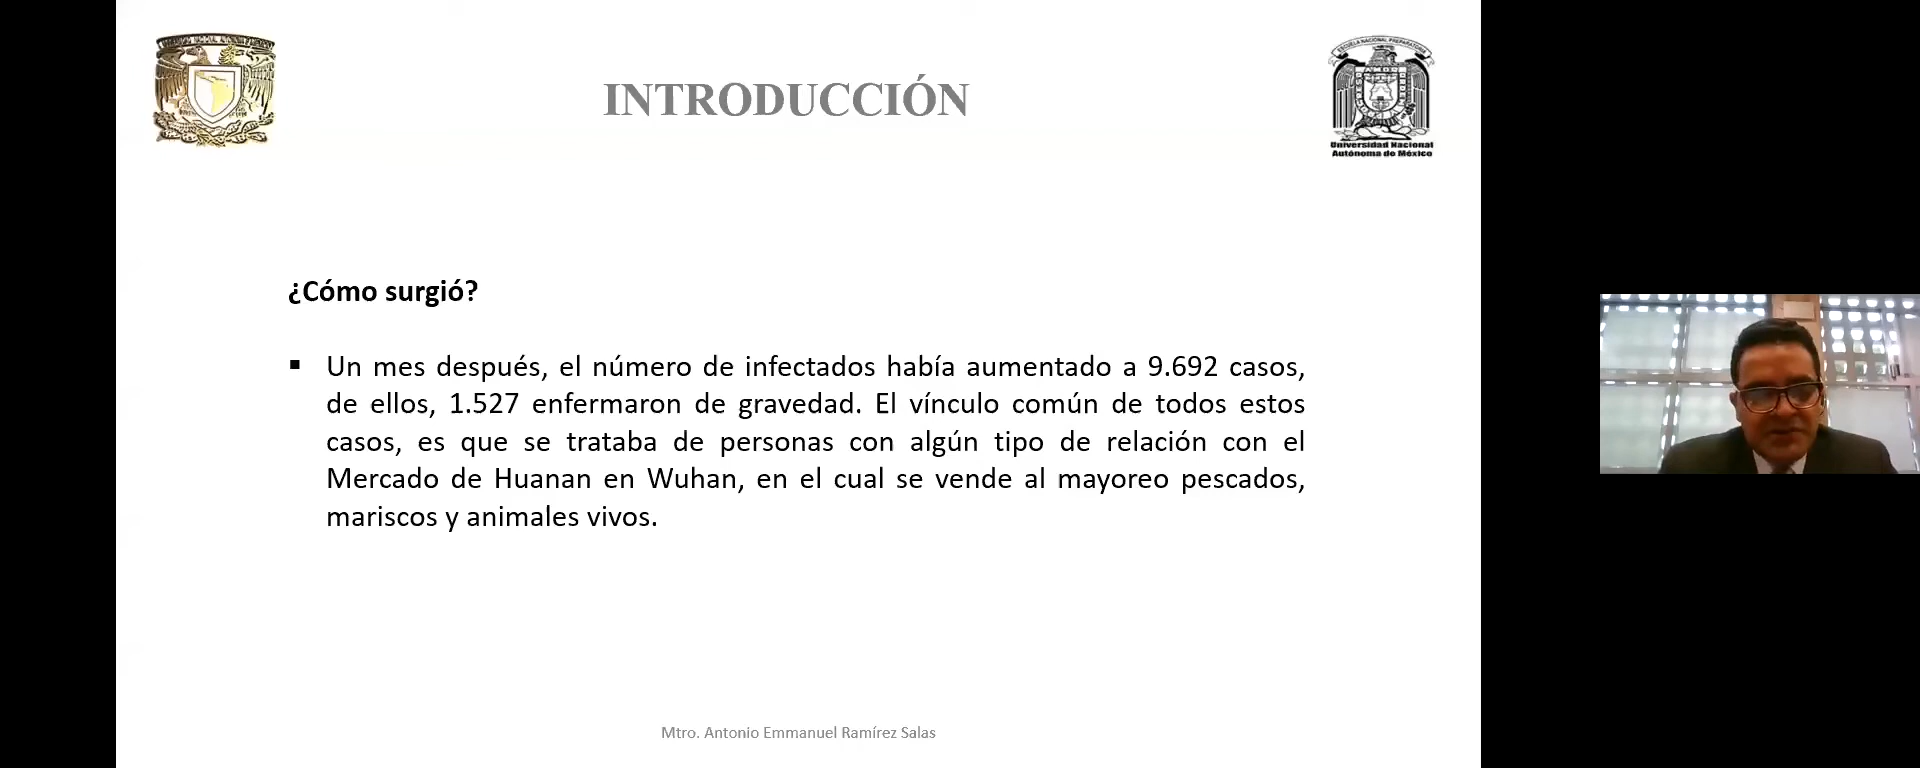 INTRODUCCIÓN
ESCUELA NACIONAL PREPARATORIA
Universidad Nacional
Autónoma de México
¿Cómo surgió?
▪ Un mes después, el número de infectados había aumentado a 9.692 casos,
de ellos, 1.527 enfermaron de gravedad. El vínculo común de todos estos
casos, es que se trataba de personas con algún tipo de relación con el
Mercado de Huanan en Wuhan, en el cual se vende al mayoreo pescados,
mariscos y animales vivos.
Mtro. Antonio Emmanuel Ramírez Salas